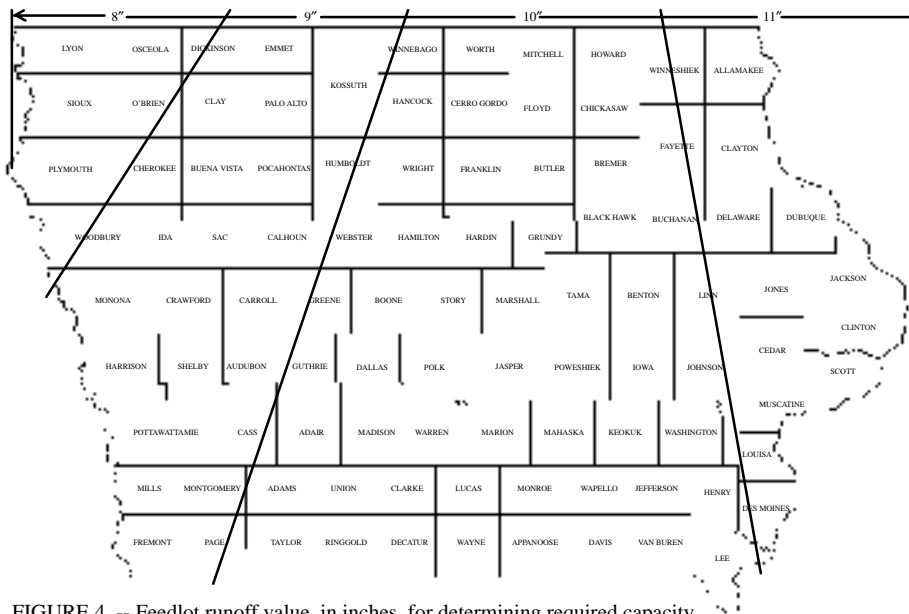 8″ 9″ 10″ 11″
LYON OSCEOLA DICKINSON EMMET WINNEBAGO WORTH MITCHELL HOWARD
WINNESHIEK ALLAMAKEE
KOSSUTH
SIOUX O'BRIEN CLAY PALO ALTO HANCOCK CERRO GORDO FLOYD CHICKASAW
FAYETTE CLAYTON
PLYMOUTH CHEROKEE BUENA VISTA POCAHONTAS HUMBOLDT WRIGHT FRANKLIN BUTLER BREMER
BLACK HAWK BUCHANAN DELAWARE DUBUQUE
WOODBURY IDA SAC CALHOUN WEBSTER HAMILTON HARDIN GRUNDY
JACKSON
MONONA CRAWFORD CARROLL GREENE BOONE STORY MARSHALL TAMA BENTON LINN JONES
CLINTON
CEDAR
HARRISON SHELBY AUDUBON GUTHRIE DALLAS POLK JASPER POWESHIEK IOWA JOHNSON SCOTT
MUSCATINE
POTTAWATTAMIE CASS ADAIR MADISON WARREN MARION MAHASKA KEOKUK WASHINGTON
LOUISA
MILLS MONTGOMERY ADAMS UNION CLARKE LUCAS MONROE WAPELLO JEFFERSON HENRY
DES MOINES
FREMONT PAGE TAYLOR RINGGOLD DECATUR WAYNE APPANOOSE DAVIS VAN BUREN
LEE
FIGURE 4. -- Feedlot runoff value, in inches, for determining required capacity